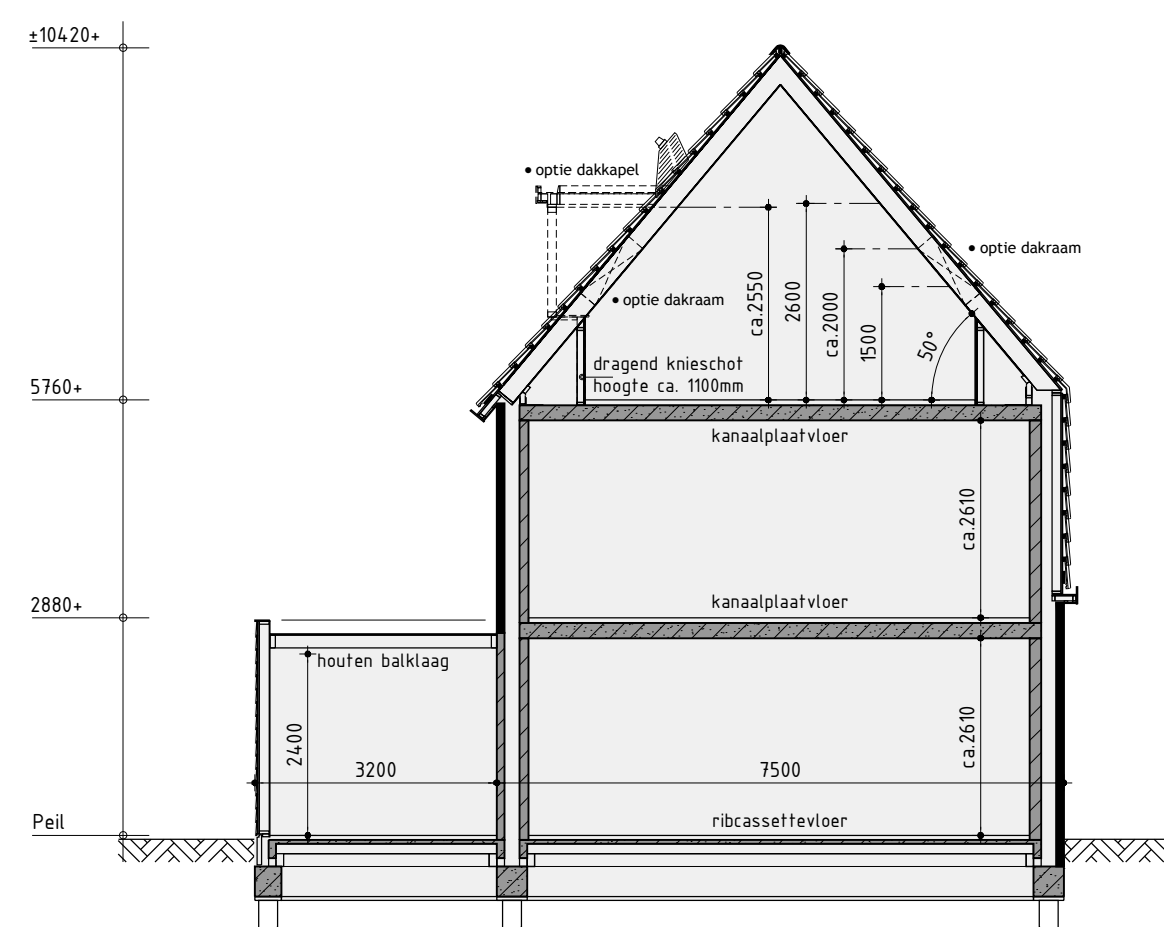 ±10420+
• optie dakkapel
• optie dakraam
• optie dakraam
ca.2550
2600
ca.2000
1500
50°
dragend knieschot
hoogte ca. 1100mm
5760+
kanaalplaatvloer
ca.2610
kanaalplaatvloer
2880+
houten balklaag
2400
3200
7500
ca.2610
ribcassettevloer
Peil